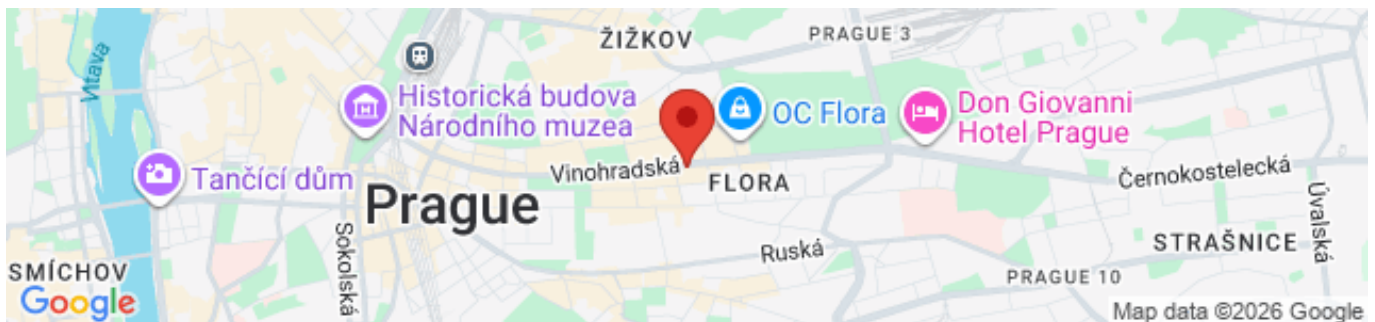 ŽIŽKOV
PRAGUE 3
Vltava
Historická budova
Národního muzea
OC Flora
Don Giovanni
Hotel Prague
Vinohradská
FLORA
Černokostelecká
Tančící dům
Prague
Sokolská
Úvalská
Ruská
STRAŠNICE
SMÍCHOV
PRAGUE 10
Google
Map data ©2026 Google